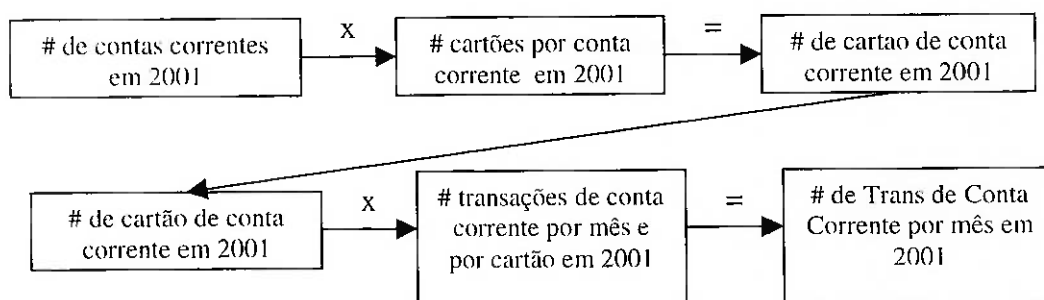 # de contas correntes
em 2001
x
# cartões por conta
corrente em 2001
=
# de cartao de conta
corrente em 2001
# de cartão de conta
corrente em 2001
x
# transações de conta
corrente por mês e
por cartão em 2001
=
# de Trans de Conta
Corrente por mês em
2001